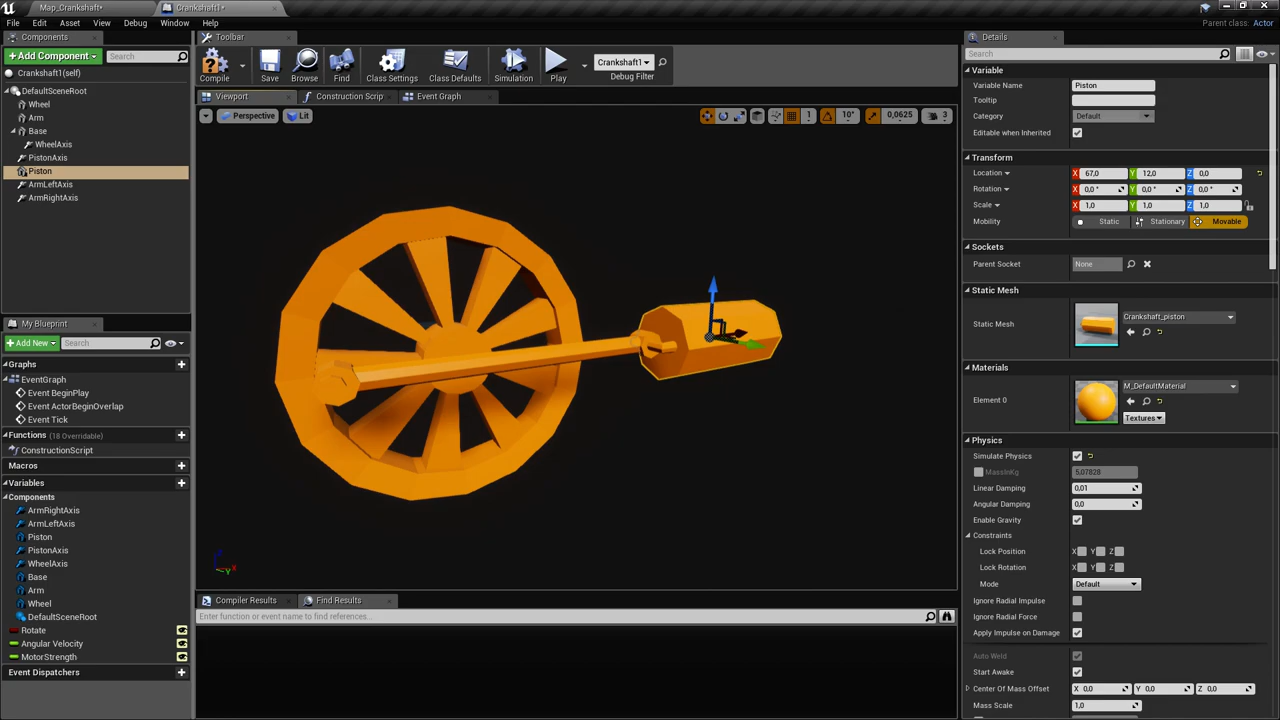 Map_Crankshaft*
Crankshaft1*
File Edit Asset View Debug Window Help
Parent class: Actor
Components
+ Add Component
Search
Crankshaft1(self)
DefaultSceneRoot
Wheel
Arm
Base
WheelAxis
PistonAxis
Piston
ArmLeftAxis
ArmRightAxis
My Blueprint
+ Add New
Search
Graphs
EventGraph
Event BeginPlay
Event ActorBeginOverlap
Event Tick
Functions (18 Overridable)
ConstructionScript
Macros
Variables
Components
ArmRightAxis
ArmLeftAxis
Piston
PistonAxis
WheelAxis
Base
Arm
Wheel
DefaultSceneRoot
Rotate
Angular Velocity
MotorStrength
Event Dispatchers
Toolbar
Compile
Save
Browse
Find
Class Settings
Class Defaults
Simulation
Play
Crankshaft1
Debug Filter
Viewport
Construction Scrip
Event Graph
Perspective
Lit
1
10°
0,0625
3
Z
X
Y
Compiler Results
Find Results
Enter function or event name to find references...
Details
Search
Variable
Variable Name Piston
Tooltip
Category Default
Editable when Inherited
Transform
Location X 67,0 Y 12,0 Z 0,0
Rotation X 0,0 ° Y 0,0 ° Z 0,0 °
Scale X 1,0 Y 1,0 Z 1,0
Mobility Static Stationary Movable
Sockets
Parent Socket None
Static Mesh
Static Mesh Crankshaft_piston
Materials
Element 0 M_DefaultMaterial
Textures
Physics
Simulate Physics
MassInKg 5,07828
Linear Damping 0,01
Angular Damping 0,0
Enable Gravity
Constraints
Lock Position X Y Z
Lock Rotation X Y Z
Mode Default
Ignore Radial Impulse
Ignore Radial Force
Apply Impulse on Damage
Auto Weld
Start Awake
Center Of Mass Offset X 0,0 Y 0,0 Z 0,0
Mass Scale 1,0